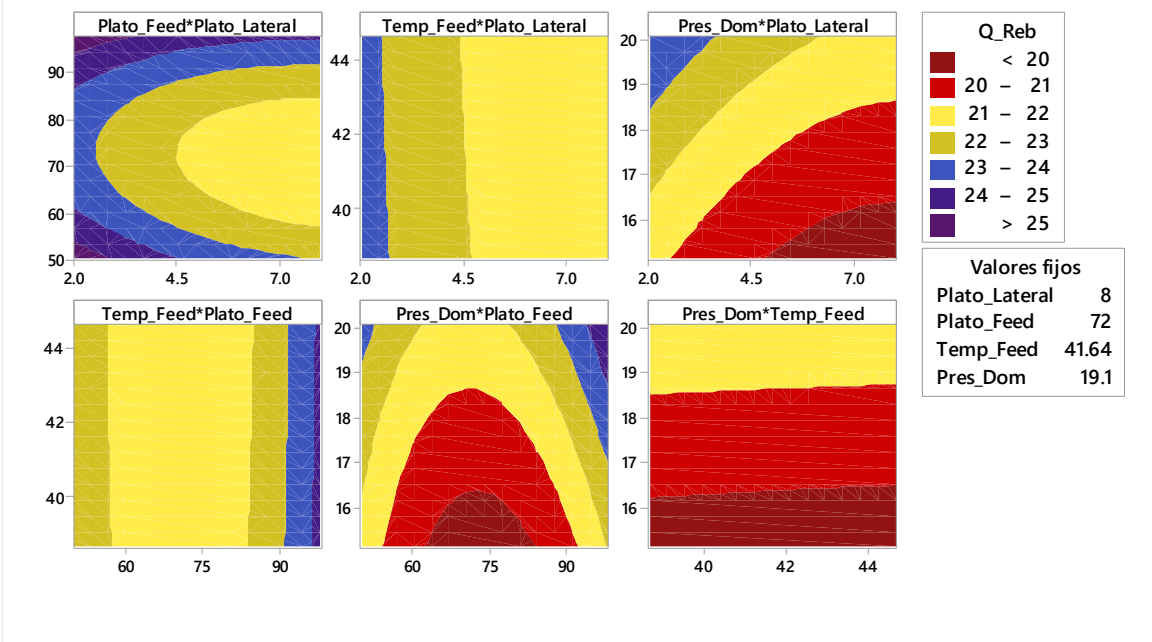 Plato_Feed*Plato_Lateral
90
80
70
60
50
2.0 4.5 7.0
Temp_Feed*Plato_Lateral
44
42
40
2.0 4.5 7.0
Pres_Dom*Plato_Lateral
20
19
18
17
16
2.0 4.5 7.0
Temp_Feed*Plato_Feed
44
42
40
60 75 90
Pres_Dom*Plato_Feed
20
19
18
17
16
60 75 90
Pres_Dom*Temp_Feed
20
19
18
17
16
40 42 44
Q_Reb
< 20
20 – 21
21 – 22
22 – 23
23 – 24
24 – 25
> 25
Valores fijos
Plato_Lateral 8
Plato_Feed 72
Temp_Feed 41.64
Pres_Dom 19.1